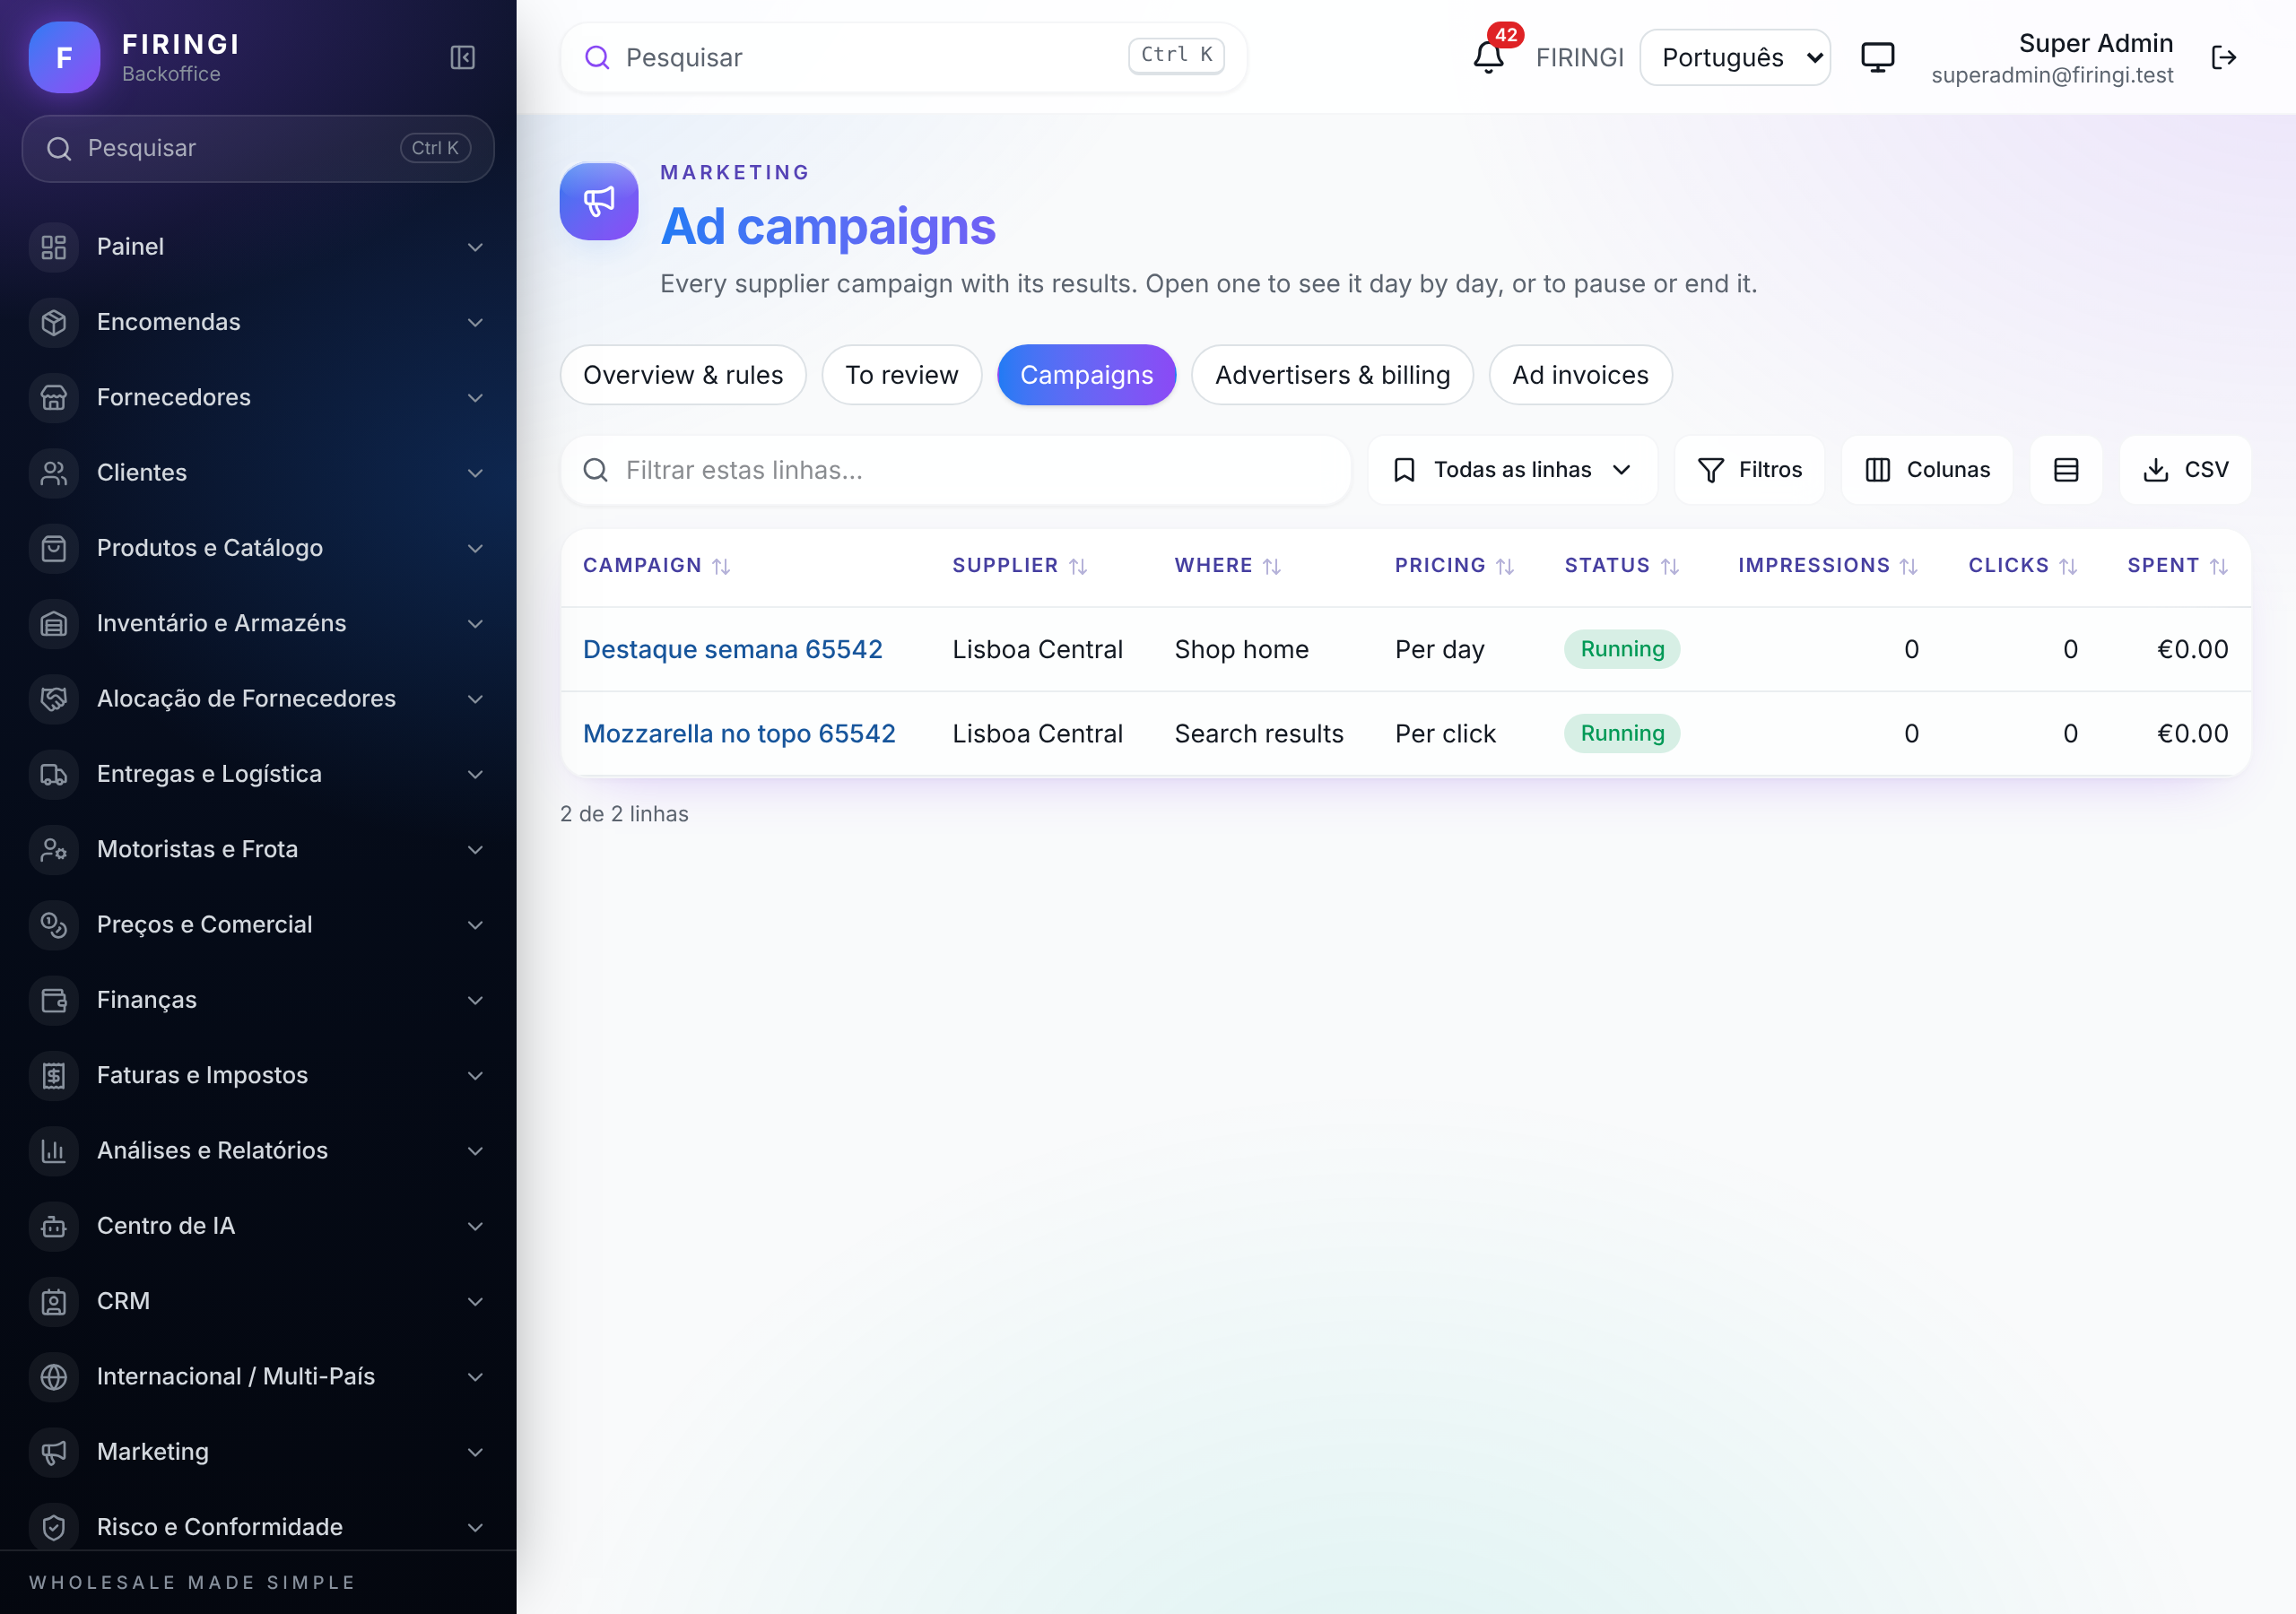 F
FIRINGI
Backoffice
Pesquisar Ctrl K
Painel
Encomendas
Fornecedores
Clientes
Produtos e Catálogo
Inventário e Armazéns
Alocação de Fornecedores
Entregas e Logística
Motoristas e Frota
Preços e Comercial
Finanças
Faturas e Impostos
Análises e Relatórios
Centro de IA
CRM
Internacional / Multi-País
Marketing
Risco e Conformidade
WHOLESALE MADE SIMPLE
Pesquisar Ctrl K
42
FIRINGI
Português
Super Admin
superadmin@firingi.test
MARKETING
Ad campaigns
Every supplier campaign with its results. Open one to see it day by day, or to pause or end it.
Overview & rules To review Campaigns Advertisers & billing Ad invoices
Filtrar estas linhas... Todas as linhas Filtros Colunas CSV
CAMPAIGN SUPPLIER WHERE PRICING STATUS IMPRESSIONS CLICKS SPENT
Destaque semana 65542 Lisboa Central Shop home Per day Running 0 0 €0.00
Mozzarella no topo 65542 Lisboa Central Search results Per click Running 0 0 €0.00
2 de 2 linhas